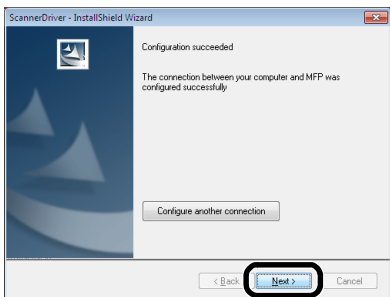 ScannerDriver - InstallShield Wizard
Configuration succeeded
The connection between your computer and MFP was
configured successfully
Configure another connection
< Back
Next >
Cancel